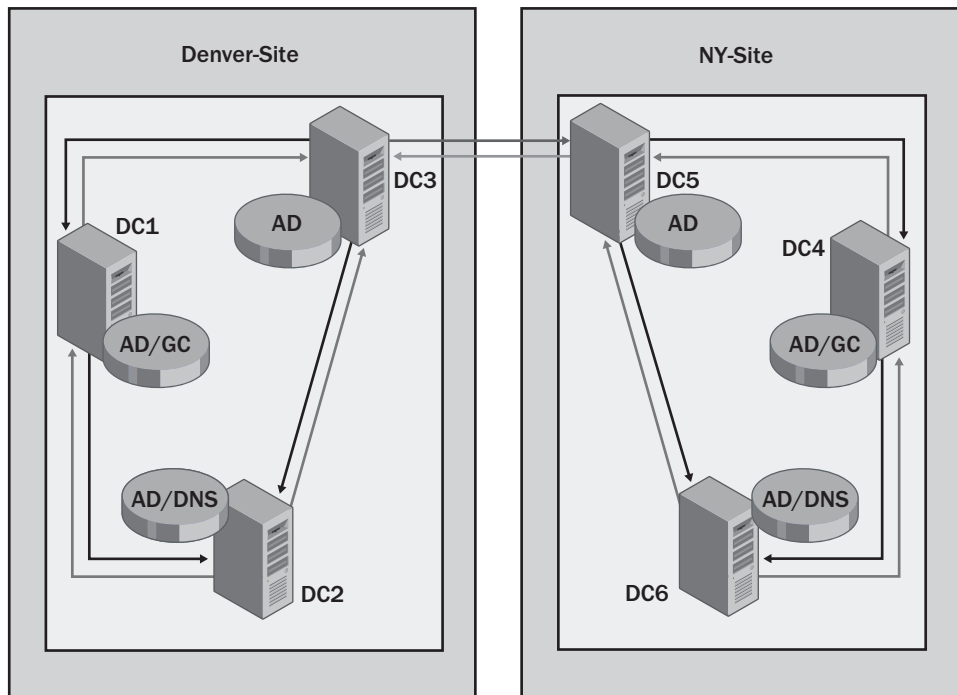 Denver-Site
DC3
AD
DC1
AD/GC
AD/DNS
DC2
NY-Site
DC5
AD
DC4
AD/GC
AD/DNS
DC6